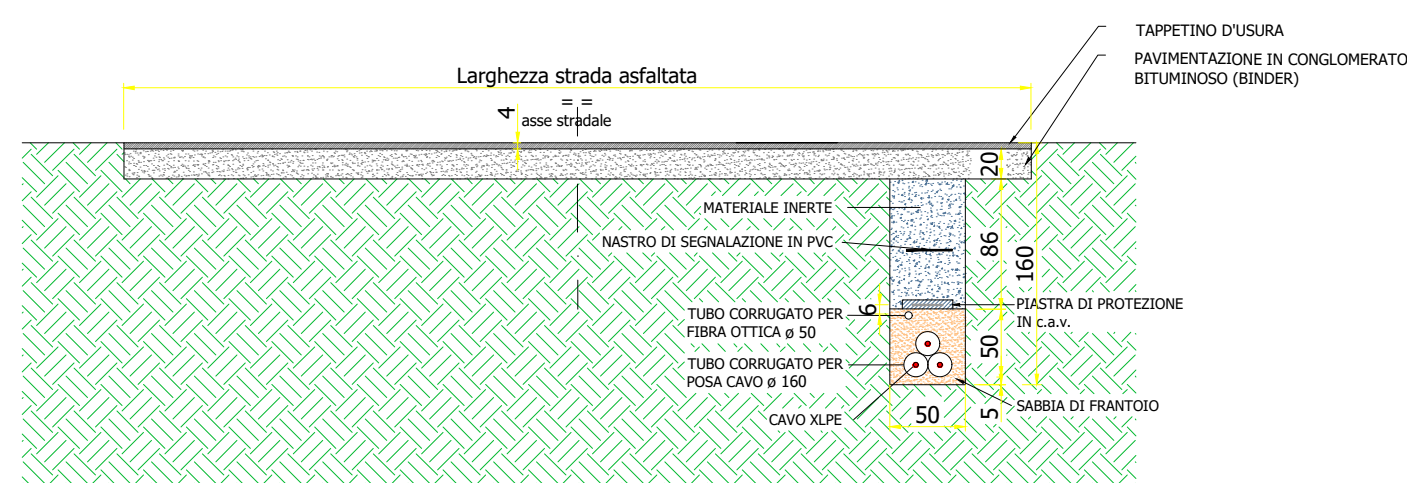 TAPPETINO D'USURA
PAVIMENTAZIONE IN CONGLOMERATO
BITUMINOSO (BINDER)
Larghezza strada asfaltata
= =
asse stradale
4
20
MATERIALE INERTE
NASTRO DI SEGNALAZIONE IN PVC
86
160
PIASTRA DI PROTEZIONE
IN c.a.v.
6
TUBO CORRUGATO PER
FIBRA OTTICA ø 50
50
TUBO CORRUGATO PER
POSA CAVO ø 160
SABBIA DI FRANTOIO
CAVO XLPE
50
5